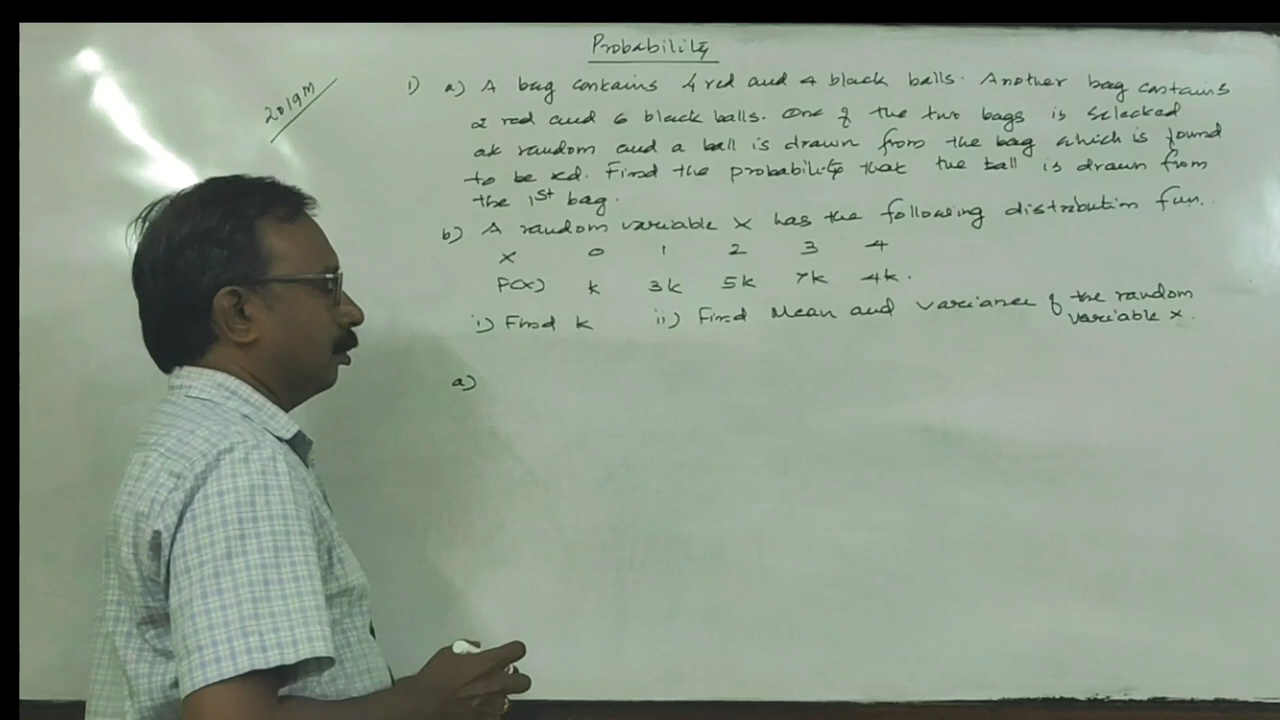 Probability
2019M
1) a) A bag contains 4 red and 4 black balls. Another bag contains
2 red and 6 black balls. One of the two bags is selected
at random and a ball is drawn from the bag which is found
to be red. Find the probability that the ball is drawn from
the 1st bag.
b) A random variable X has the following distribution fun.
X 0 1 2 3 4
P(X) k 3k 5k 7k 4k.
i) Find k ii) Find Mean and variance of the random
variable X.
a)